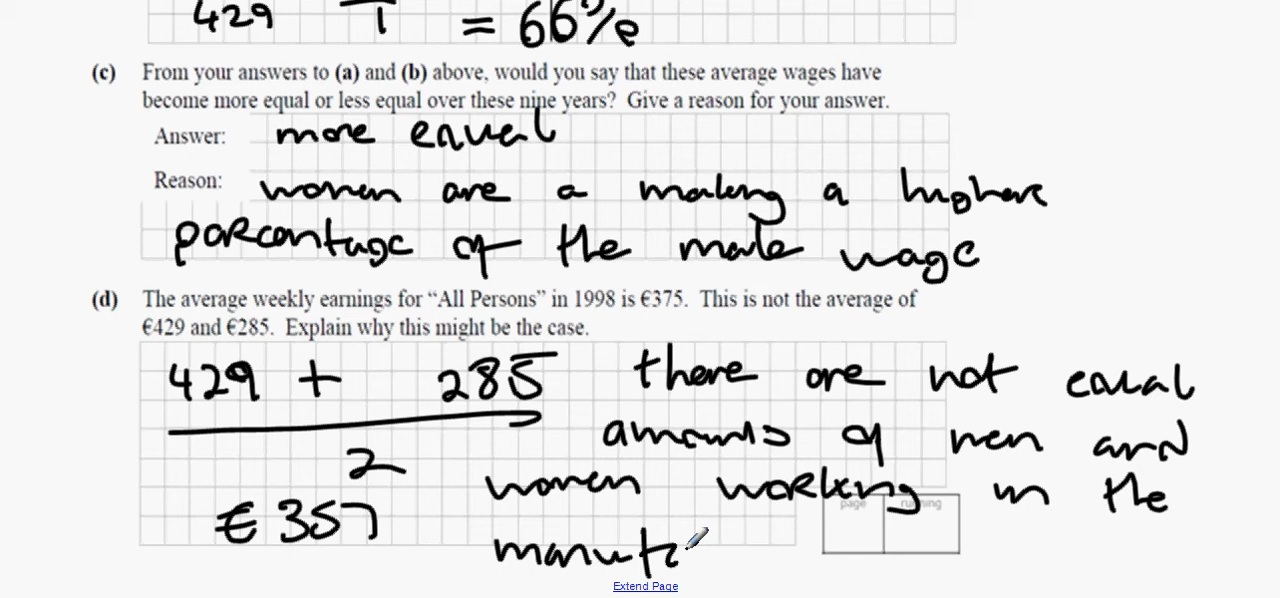 429 1 = 66%
(c) From your answers to (a) and (b) above, would you say that these average wages have
become more equal or less equal over these nine years? Give a reason for your answer.
Answer: more equal
Reason: women are a making a higher
percentage of the male wage
(d) The average weekly earnings for “All Persons” in 1998 is €375. This is not the average of
€429 and €285. Explain why this might be the case.
429 + 285 there are not equal
amounts of men and
2 women working in the
page running
€357 manuf
Extend Page